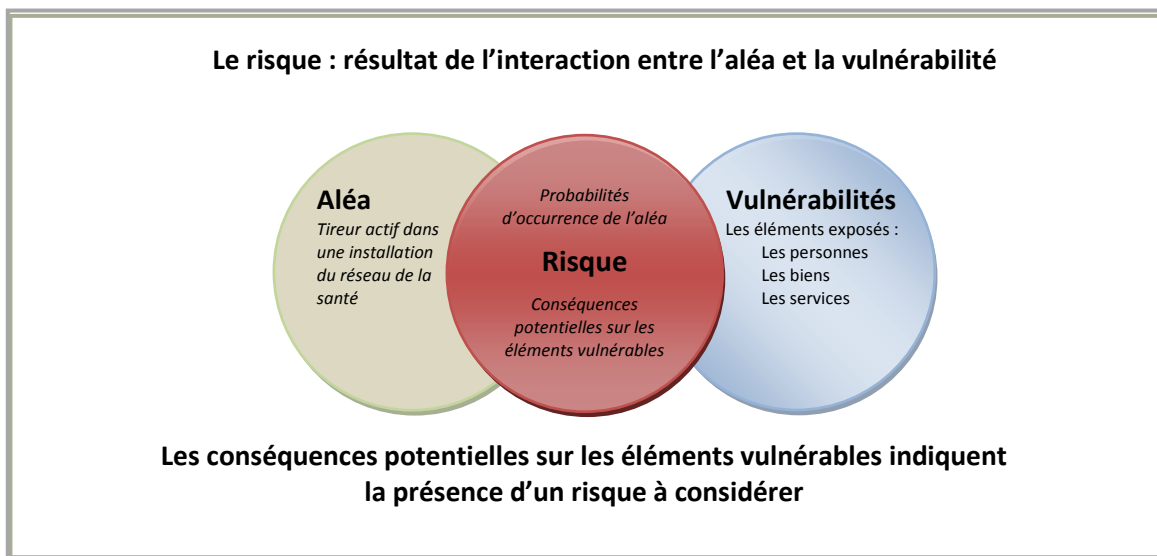 Le risque : résultat de l’interaction entre l’aléa et la vulnérabilité
Aléa
Tireur actif dans
une installation
du réseau de la
santé
Probabilités
d’occurrence de l’aléa
Risque
Conséquences
potentielles sur les
éléments vulnérables
Vulnérabilités
Les éléments exposés :
Les personnes
Les biens
Les services
Les conséquences potentielles sur les éléments vulnérables indiquent
la présence d’un risque à considérer